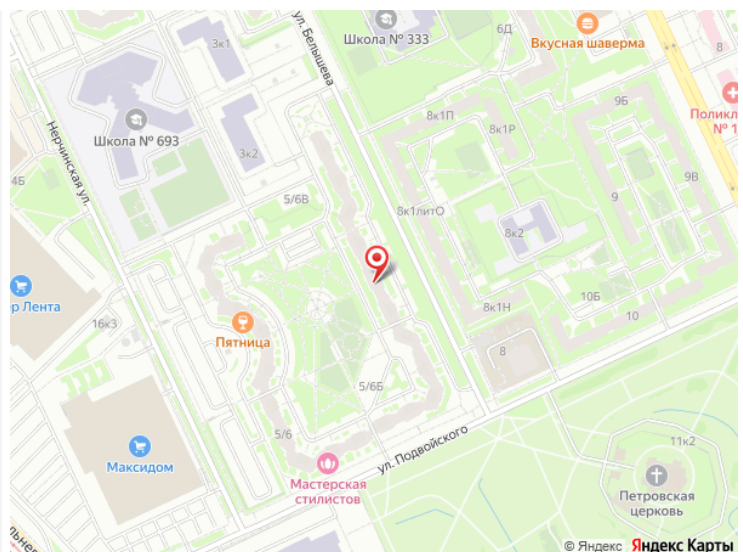 3к1
ул. Белышева
Школа № 333
6Д
Вкусная шаверма
8
Поликл
№ 1
9Б
Школа № 693
Нерчинская ул.
4Б
3к2
8к1П
8к1Р
9В
9
5/6В
8к1литО
8к2
ер Лента
16к3
Пятница
10Б
8к1Н
10
8
5/6Б
5/6
Максидом
ул. Подвойского
11к2
Мастерская
стилистов
Петровская
церковь
© Яндекс Яндекс Карты